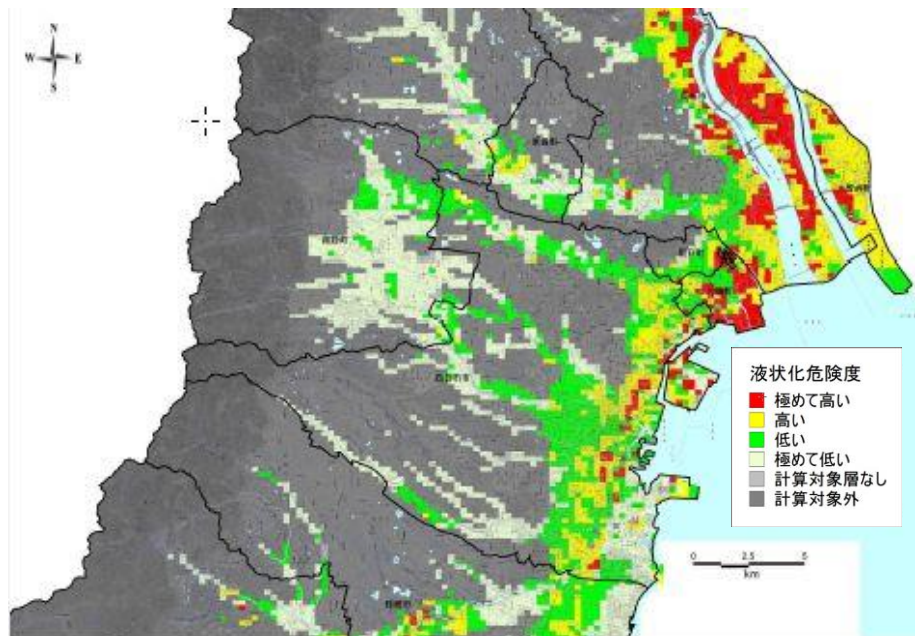 N
W E
S
液状化危険度
極めて高い
高い
低い
極めて低い
計算対象層なし
計算対象外
0 2.5 5
km